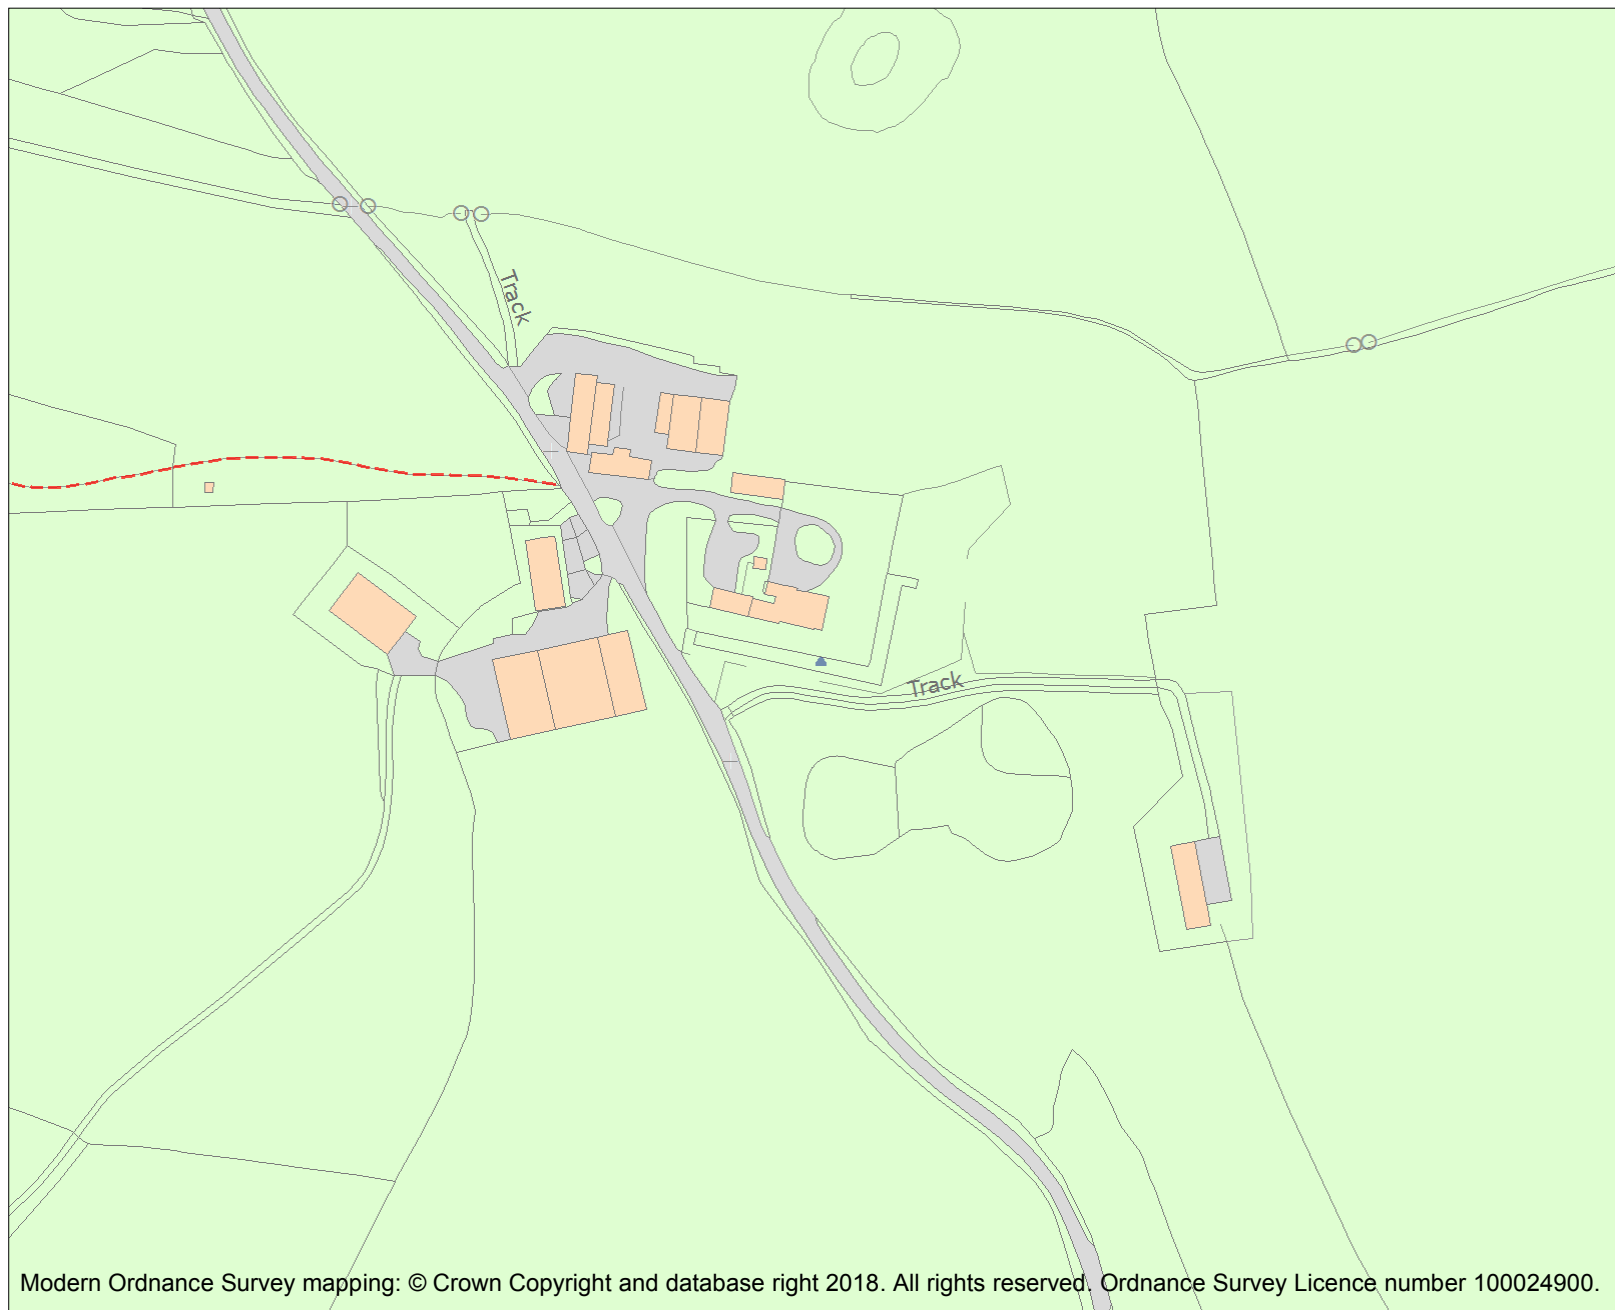 Track
Track
Modern Ordnance Survey mapping: © Crown Copyright and database right 2018. All rights reserved. Ordnance Survey Licence number 100024900.